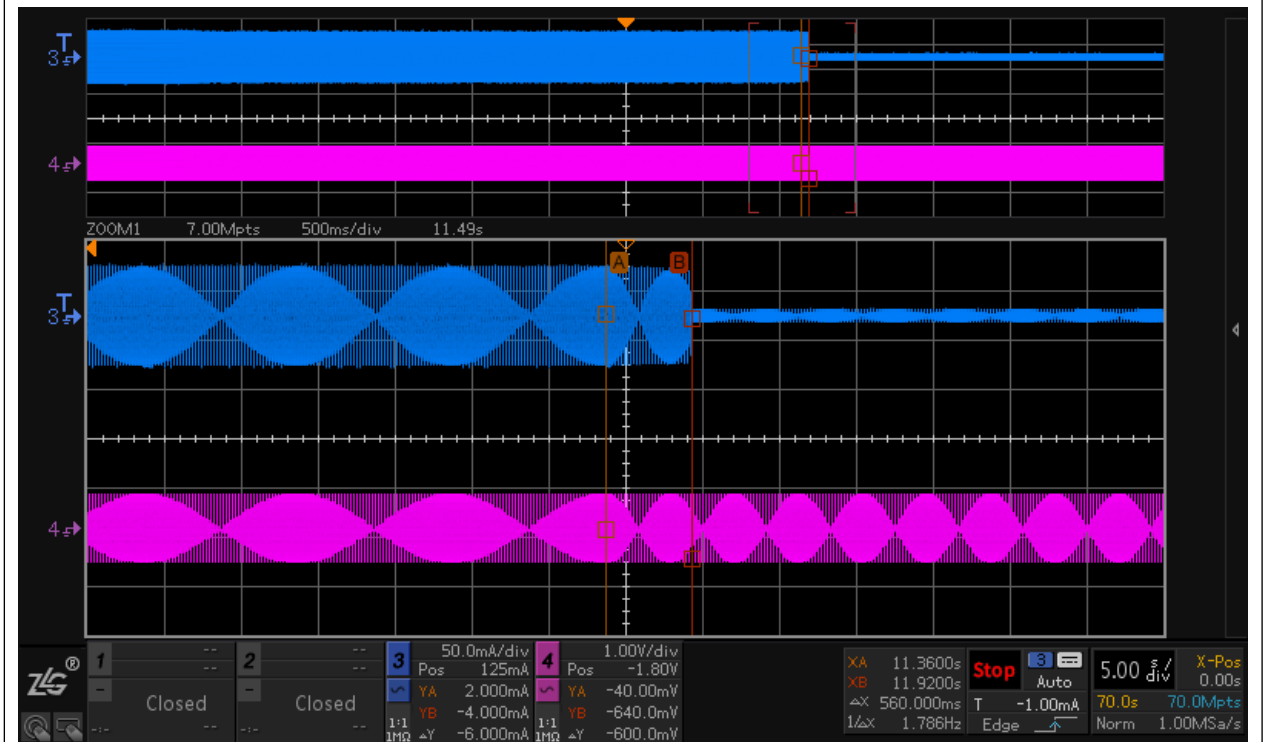 T
3
4
ZOOM1 7.00Mpts 500ms/div 11.49s
A B
T
3
4
ZLG®
1 -- --
-
Closed
-:-
2 -- --
-
Closed
-:-
3 50.0mA/div
Pos 125mA
YA 2.000mA
YB -4.000mA
1:1
1MΩ ΔY -6.000mA
4 1.00V/div
Pos -1.80V
YA -40.00mV
YB -640.0mV
1:1
1MΩ ΔY -600.0mV
XA 11.3600s
XB 11.9200s
ΔX 560.000ms
1/Δx 1.786Hz
Stop 3 Auto
T -1.00mA
Edge
5.00 s/div X-Pos
0.00s
70.0s 70.0Mpts
Norm 1.00MSa/s